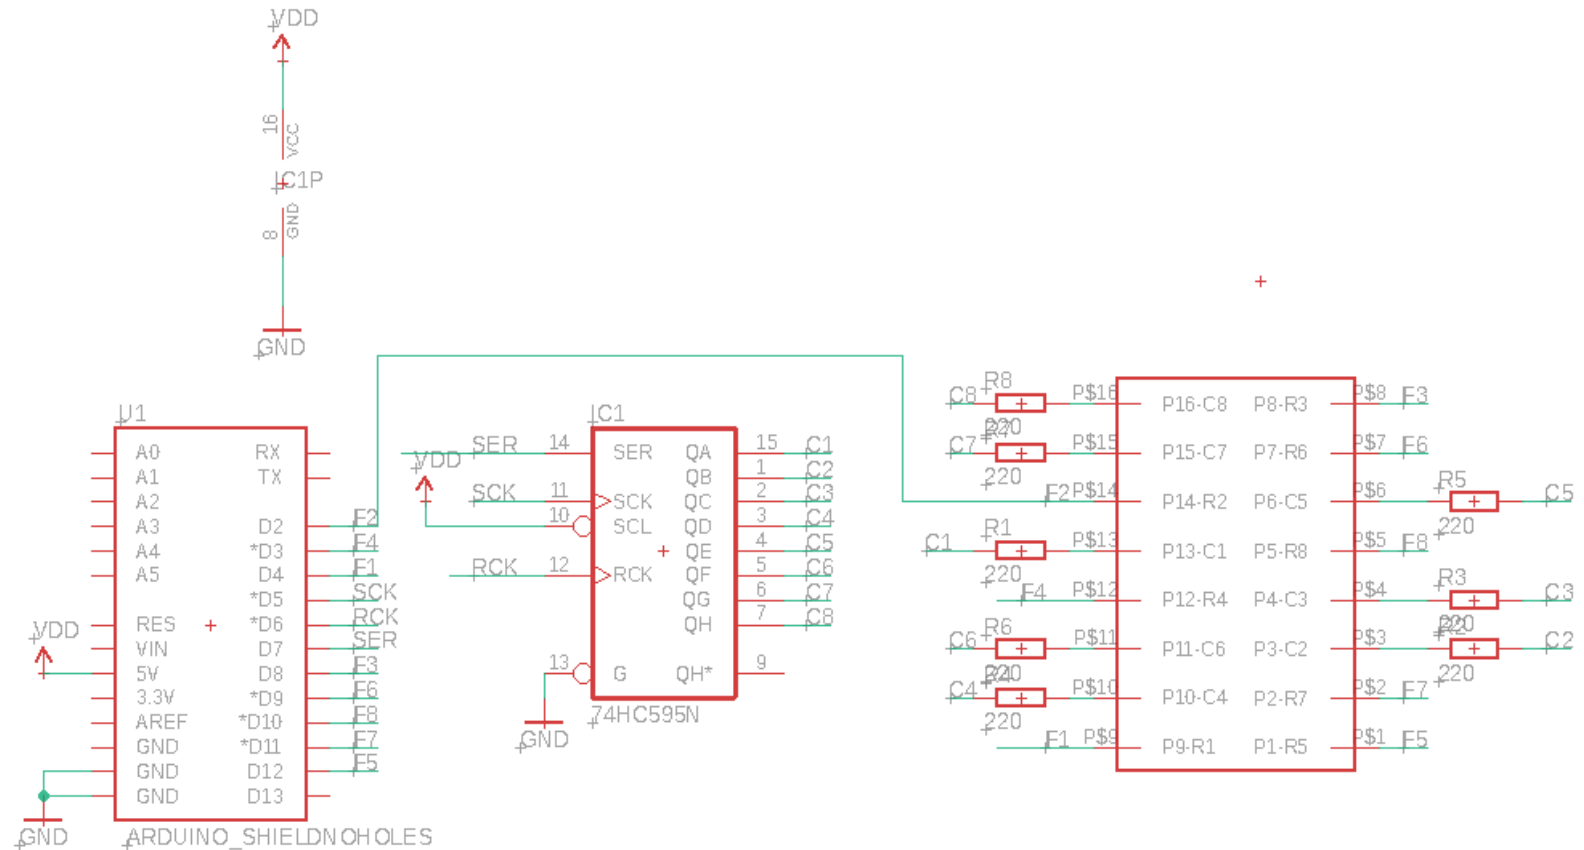 VDD
16
VCC
IC1P
GND
8
GND
U1
A0
A1
A2
A3
A4
A5
RES
VIN
5V
3.3V
AREF
GND
GND
GND
RX
TX
D2
*D3
D4
*D5
*D6
D7
D8
*D9
*D10
*D11
D12
D13
F2
F4
F1
SCK
RCK
SER
F3
F6
F8
F7
F5
VDD
GND
ARDUINO_SHIELDNOHOLES
IC1
SER
VDD
SCK
RCK
14
11
10
12
13
SER
SCK
SCL
RCK
G
QA
QB
QC
QD
QE
QF
QG
QH
QH*
15
1
2
3
4
5
6
7
9
C1
C2
C3
C4
C5
C6
C7
C8
GND
74HC595N
C8
R8
220
P$16
P16-C8
P8-R3
P$8
F3
C7
220
P$15
P15-C7
P7-R6
P$7
F6
F2
P$14
P14-R2
P6-C5
P$6
R5
220
C5
C1
R1
220
P$13
P13-C1
P5-R8
P$5
F8
F4
P$12
P12-R4
P4-C3
P$4
R3
220
C3
C6
R6
220
P$11
P11-C6
P3-C2
P$3
220
C2
C4
220
P$10
P10-C4
P2-R7
P$2
F7
F1
P$9
P9-R1
P1-R5
P$1
F5